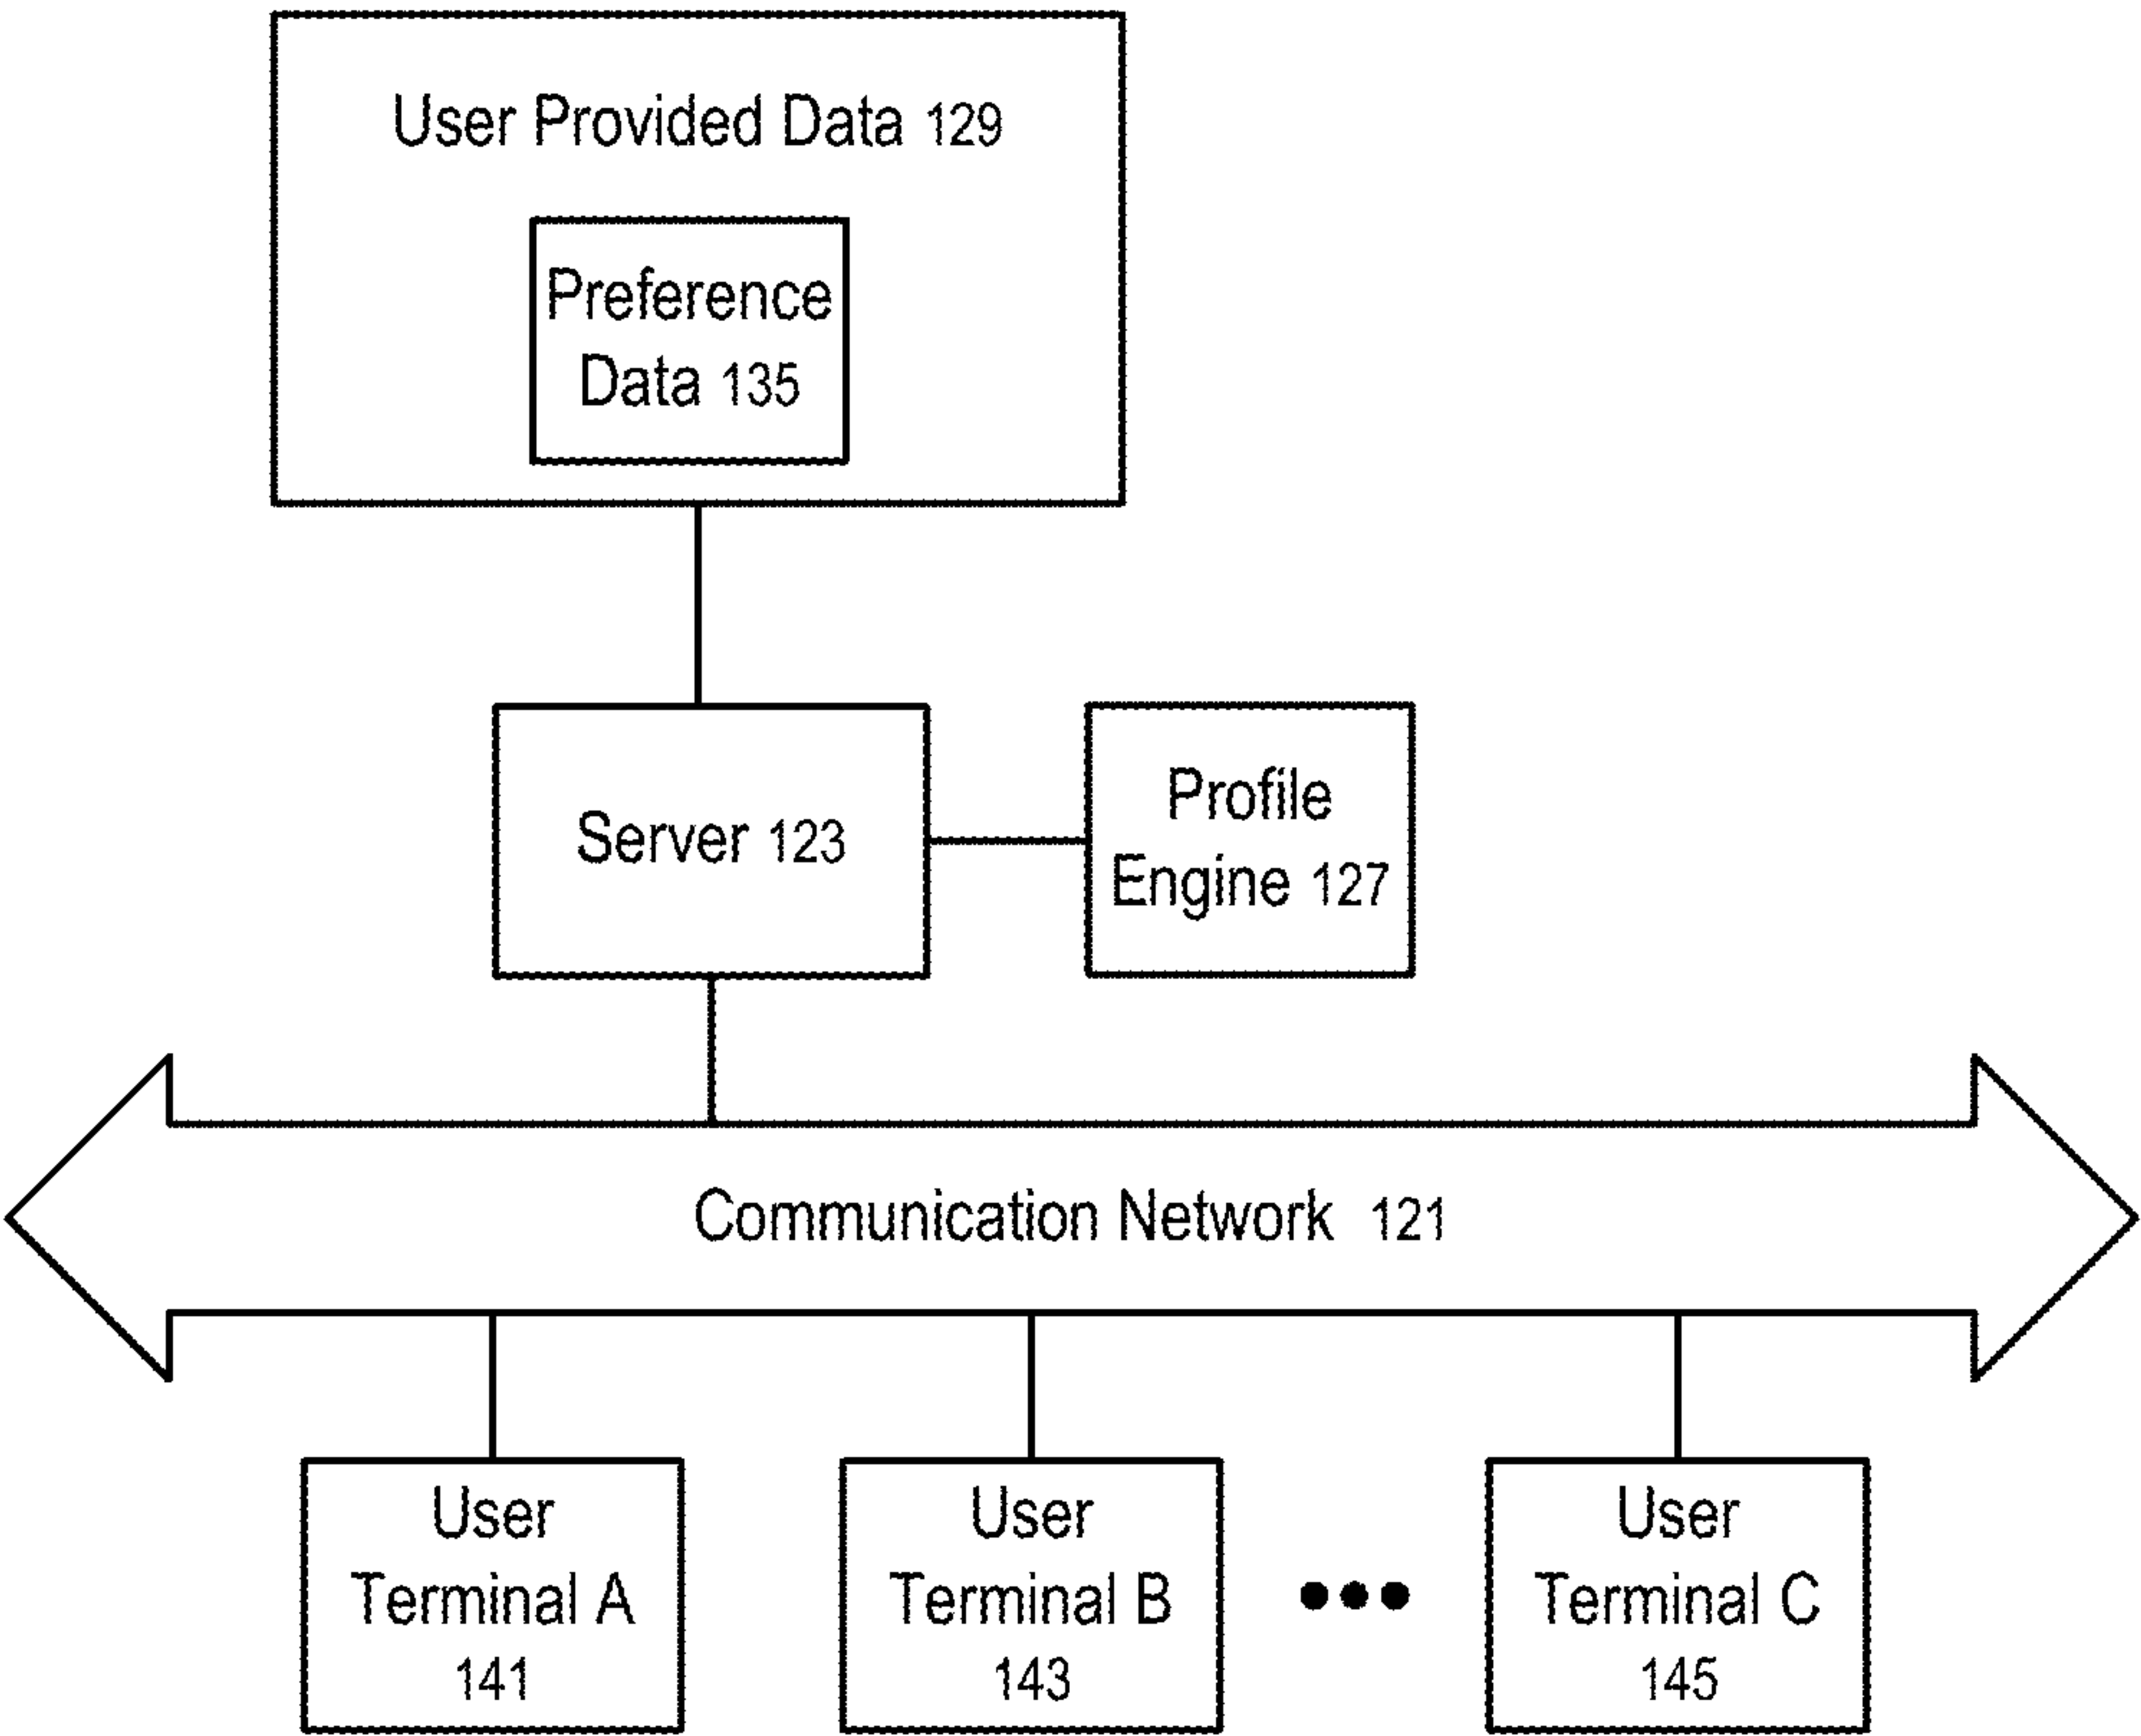 User Provided Data 129
Preference
Data 135
Server 123
Profile
Engine 127
Communication Network 121
User
Terminal A
141
User
Terminal B
143
User
Terminal C
145